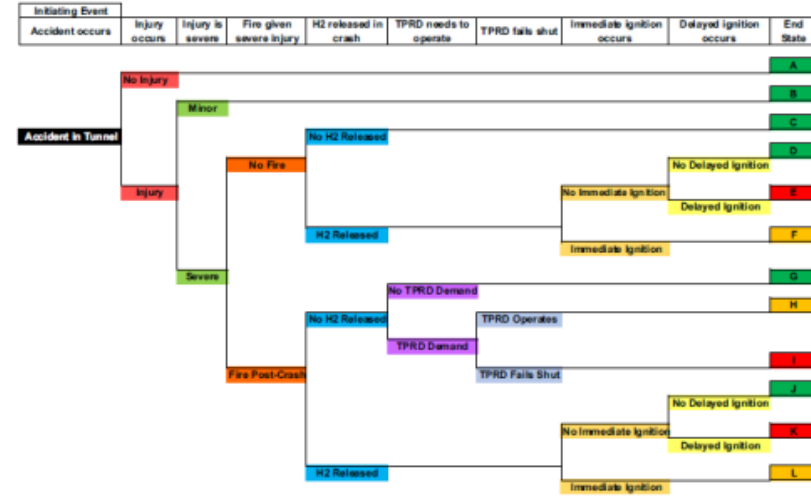 Initiating Event
Accident occurs
Injury occurs
Injury is severe
Fire given severe injury
H2 released in crash
TPRD needs to operate
TPRD fails shut
Immediate ignition occurs
Delayed ignition occurs
End State
A
No Injury
B
Minor
C
Accident in Tunnel
No H2 Released
D
No Fire
No Delayed Ignition
Injury
No Immediate Ignition
E
Delayed Ignition
H2 Released
F
Immediate Ignition
Severe
G
No TPRD Demand
H
No H2 Released
TPRD Operates
TPRD Demand
I
Fire Post-Crash
TPRD Fails Shut
J
No Delayed Ignition
No Immediate Ignition
K
Delayed Ignition
H2 Released
L
Immediate Ignition